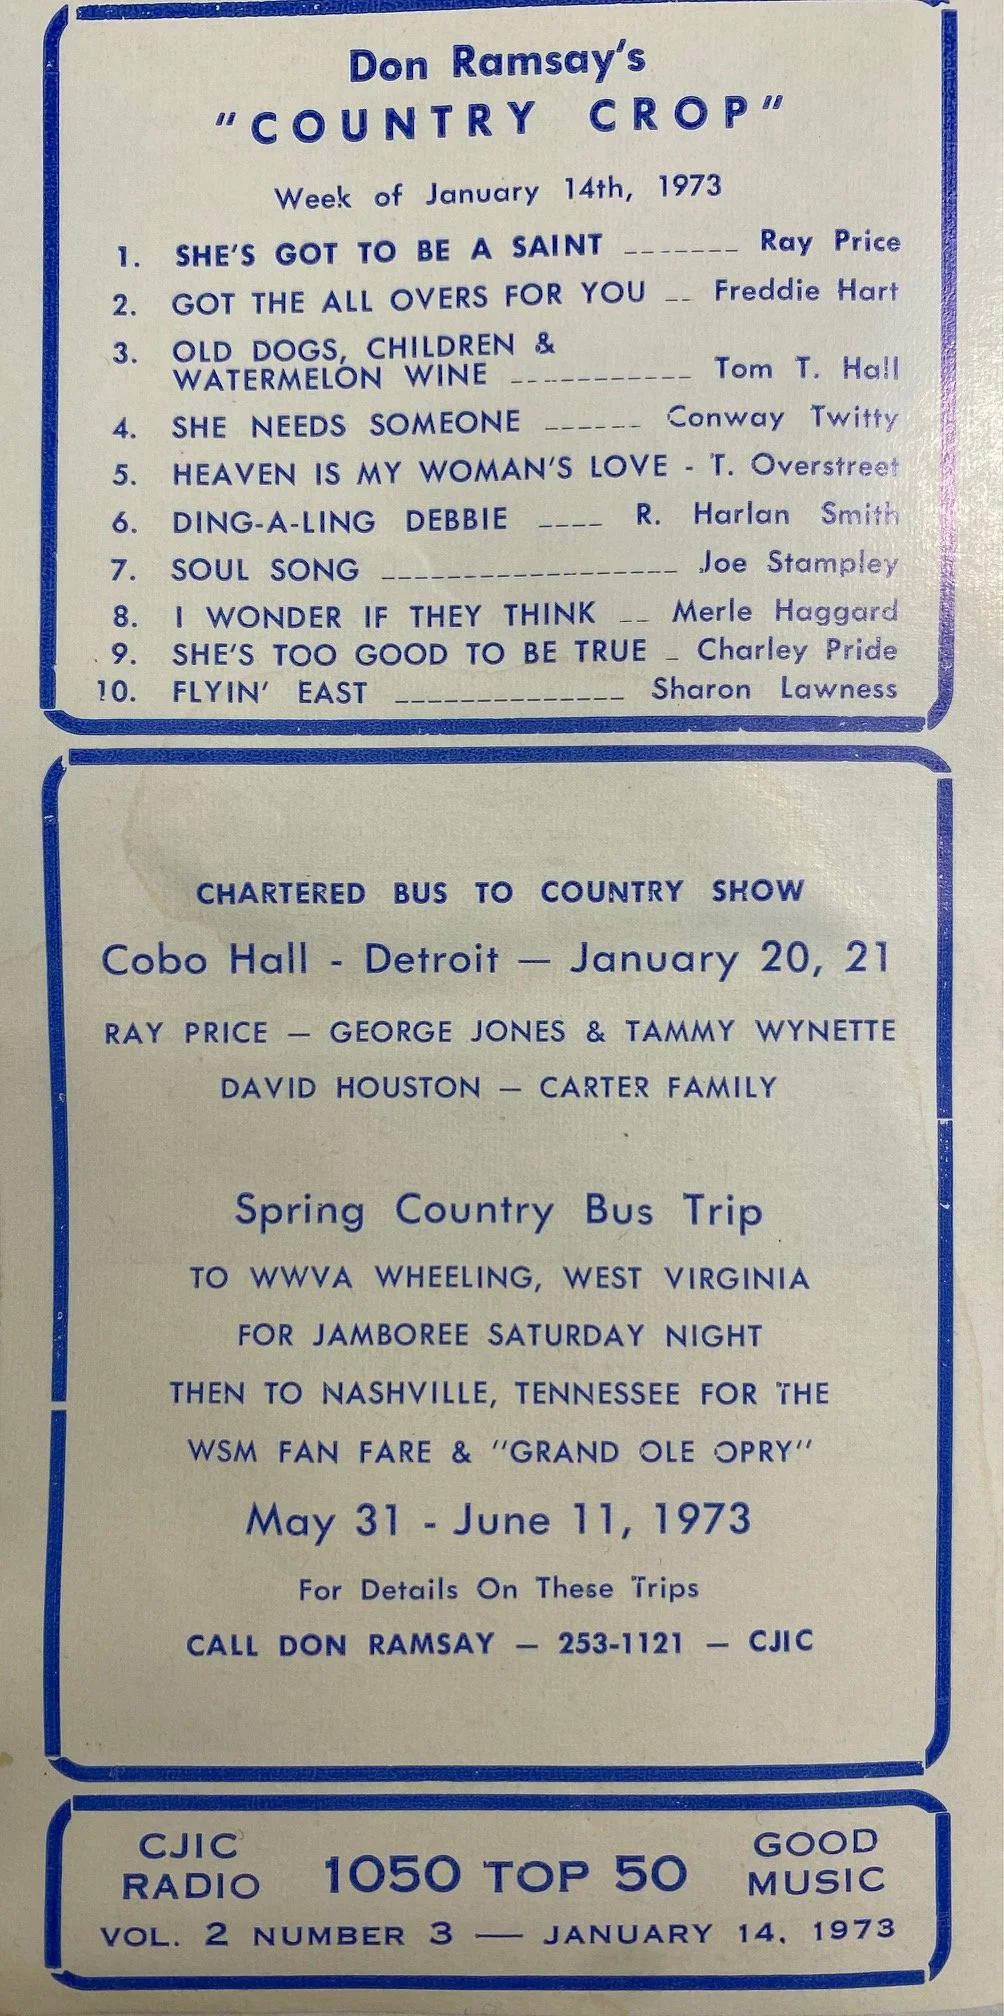 Don Ramsay's
"COUNTRY CROP"
Week of January 14th, 1973
1. SHE'S GOT TO BE A SAINT _______ Ray Price
2. GOT THE ALL OVERS FOR YOU __ Freddie Hart
3. OLD DOGS, CHILDREN &
WATERMELON WINE ___________ Tom T. Hall
4. SHE NEEDS SOMEONE ______ Conway Twitty
5. HEAVEN IS MY WOMAN'S LOVE - T. Overstreet
6. DING-A-LING DEBBIE ____ R. Harlan Smith
7. SOUL SONG ___________________ Joe Stampley
8. I WONDER IF THEY THINK __ Merle Haggard
9. SHE'S TOO GOOD TO BE TRUE _ Charley Pride
10. FLYIN' EAST ______________ Sharon Lawness
CHARTERED BUS TO COUNTRY SHOW
Cobo Hall - Detroit — January 20, 21
RAY PRICE — GEORGE JONES & TAMMY WYNETTE
DAVID HOUSTON — CARTER FAMILY
Spring Country Bus Trip
TO WWVA WHEELING, WEST VIRGINIA
FOR JAMBOREE SATURDAY NIGHT
THEN TO NASHVILLE, TENNESSEE FOR THE
WSM FAN FARE & "GRAND OLE OPRY"
May 31 - June 11, 1973
For Details On These Trips
CALL DON RAMSAY — 253-1121 — CJIC
CJIC RADIO 1050 TOP 50 GOOD MUSIC
VOL. 2 NUMBER 3 — JANUARY 14, 1973